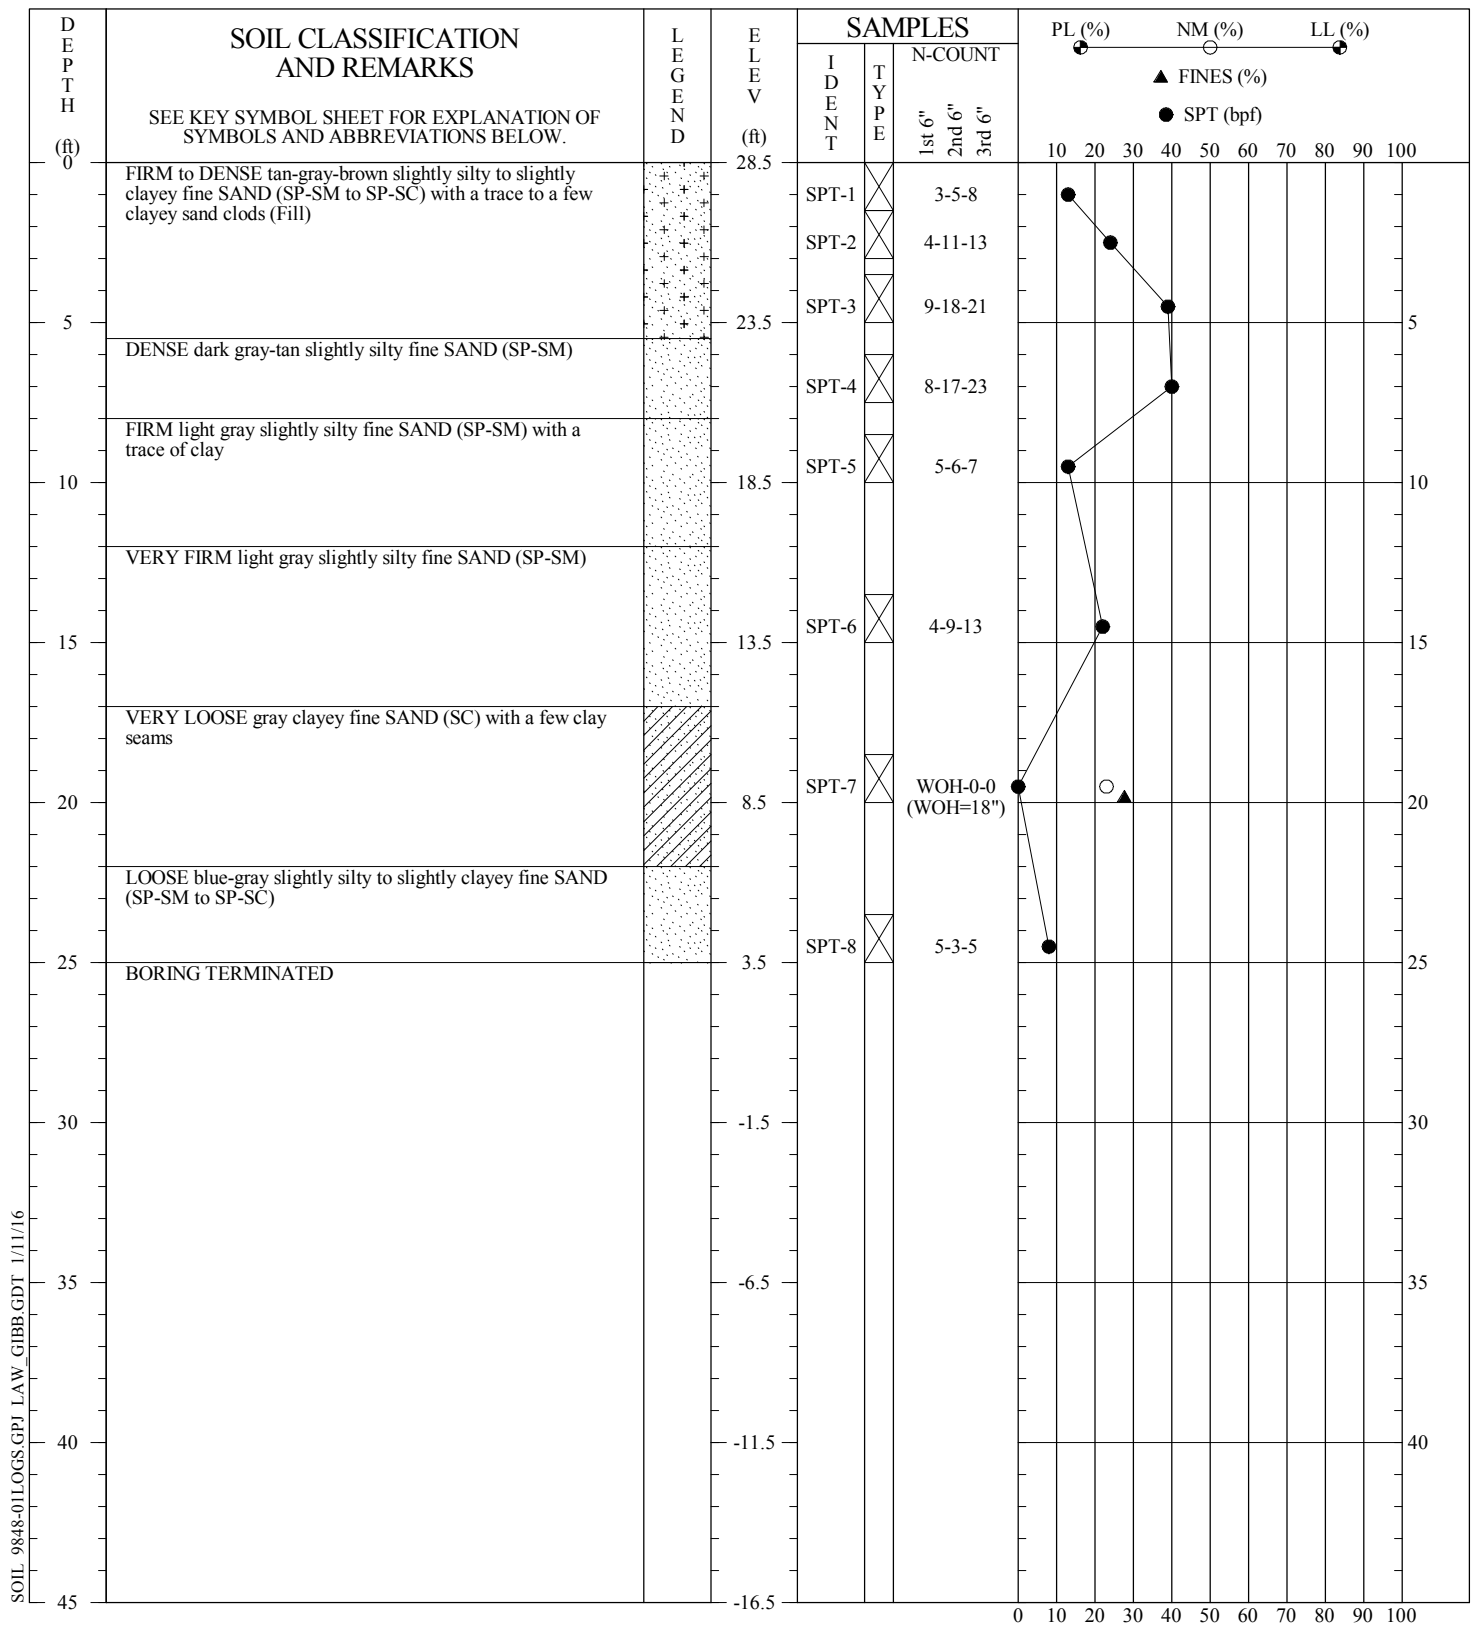 DEPTH
(ft)
SOIL CLASSIFICATION
AND REMARKS
SEE KEY SYMBOL SHEET FOR EXPLANATION OF
SYMBOLS AND ABBREVIATIONS BELOW.
LEGEND
ELEV
(ft)
SAMPLES
IDENT
TYPE
N-COUNT
1st 6"
2nd 6"
3rd 6"
PL (%) NM (%) LL (%)
▲ FINES (%)
● SPT (bpf)
10 20 30 40 50 60 70 80 90 100
0 28.5
FIRM to DENSE tan-gray-brown slightly silty to slightly
clayey fine SAND (SP-SM to SP-SC) with a trace to a few
clayey sand clods (Fill)
SPT-1 3-5-8
SPT-2 4-11-13
SPT-3 9-18-21
5 23.5 5
DENSE dark gray-tan slightly silty fine SAND (SP-SM)
SPT-4 8-17-23
FIRM light gray slightly silty fine SAND (SP-SM) with a
trace of clay
SPT-5 5-6-7
10 18.5 10
VERY FIRM light gray slightly silty fine SAND (SP-SM)
SPT-6 4-9-13
15 13.5 15
VERY LOOSE gray clayey fine SAND (SC) with a few clay
seams
SPT-7 WOH-0-0
20 8.5 (WOH=18") 20
LOOSE blue-gray slightly silty to slightly clayey fine SAND
(SP-SM to SP-SC)
SPT-8 5-3-5
25 3.5 25
BORING TERMINATED
30 -1.5 30
35 -6.5 35
40 -11.5 40
45 -16.5
0 10 20 30 40 50 60 70 80 90 100
SOIL 9848-01LOGS.GPJ LAW_GIBB.GDT 1/11/16